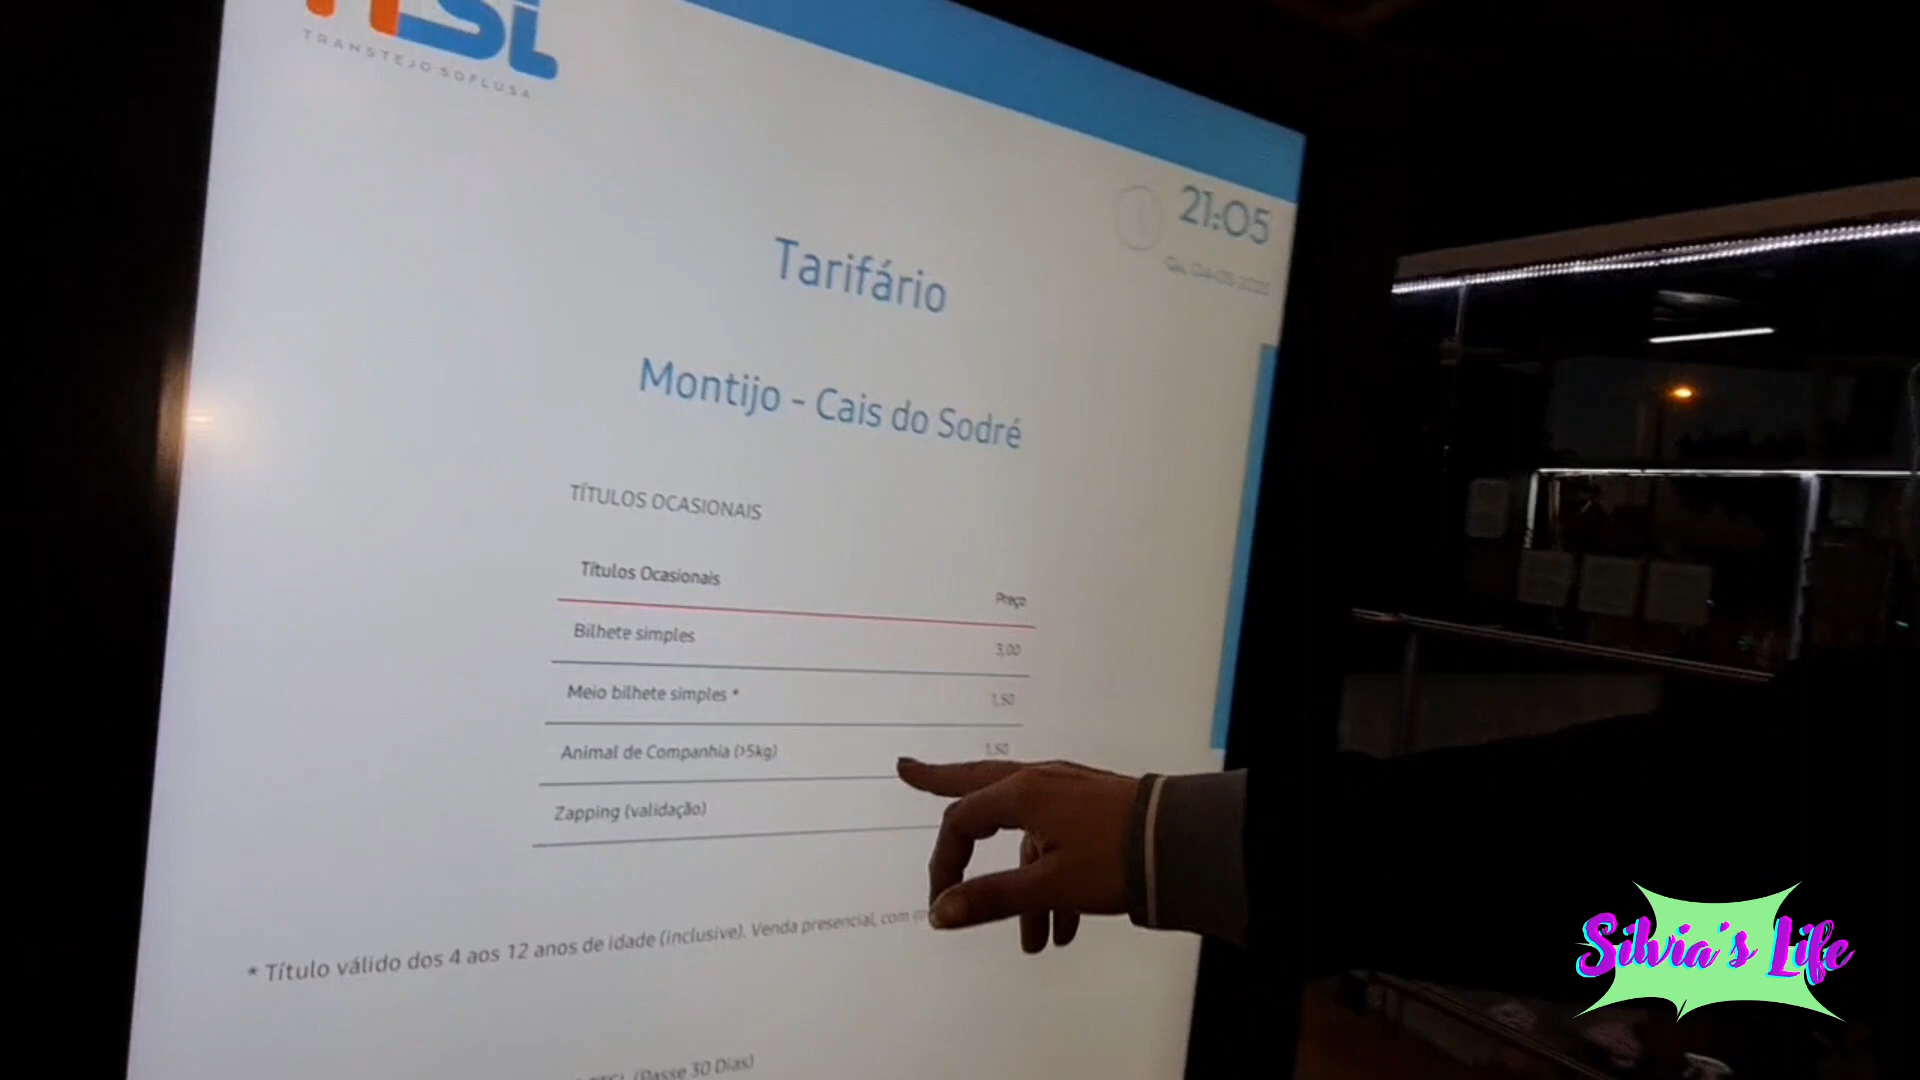 TRANSTEJO SOFLUSA
21:05
Tarifário
Montijo - Cais do Sodré
TÍTULOS OCASIONAIS
Títulos Ocasionais Preço
Bilhete simples 3,00
Meio bilhete simples * 1,50
Animal de Companhia (>5kg) 1,50
Zapping (validação)
* Título válido dos 4 aos 12 anos de idade (inclusive). Venda presencial, com
(Passe 30 Dias)
Silvia's Life